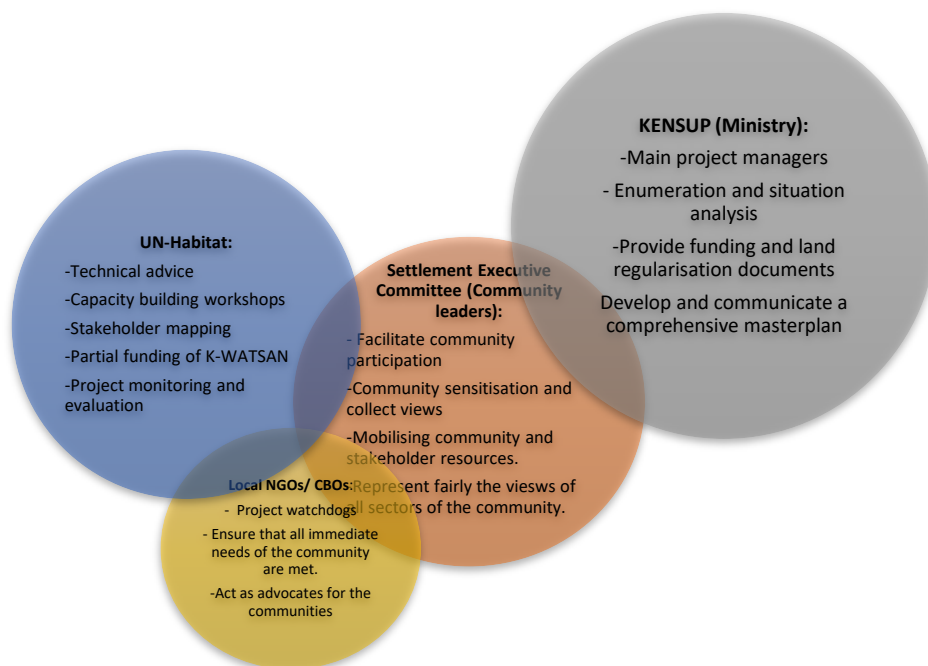 KENSUP (Ministry):
-Main project managers
- Enumeration and situation
analysis
-Provide funding and land
regularisation documents
Develop and communicate a
comprehensive masterplan
UN-Habitat:
-Technical advice
-Capacity building workshops
-Stakeholder mapping
-Partial funding of K-WATSAN
-Project monitoring and
evaluation
Settlement Executive
Committee (Community
leaders):
- Facilitate community
participation
-Community sensitisation and
collect views
-Mobilising community and
stakeholder resources.
-Represent fairly the viesws of
all sectors of the community.
Local NGOs/ CBOs:
- Project watchdogs
- Ensure that all immediate
needs of the community
are met.
-Act as advocates for the
communities